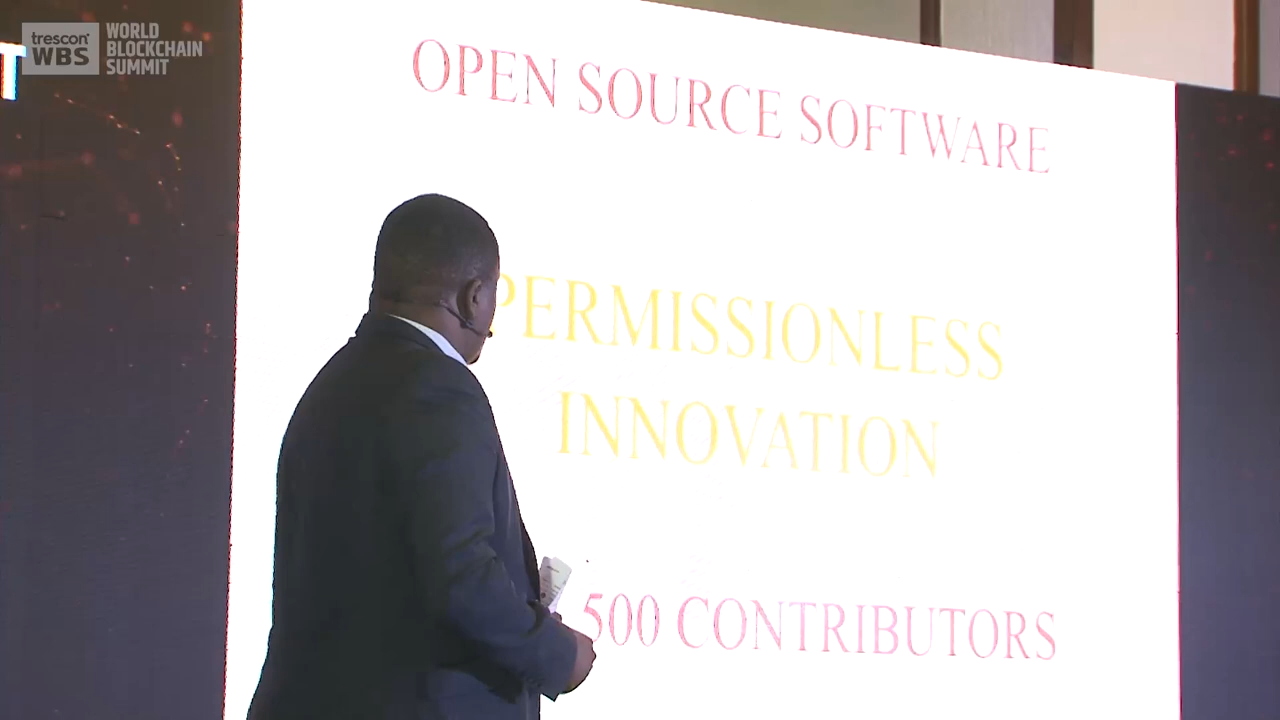 trescon
WBS
WORLD
BLOCKCHAIN
SUMMIT
T
OPEN SOURCE SOFTWARE
PERMISSIONLESS
INNOVATION
500 CONTRIBUTORS